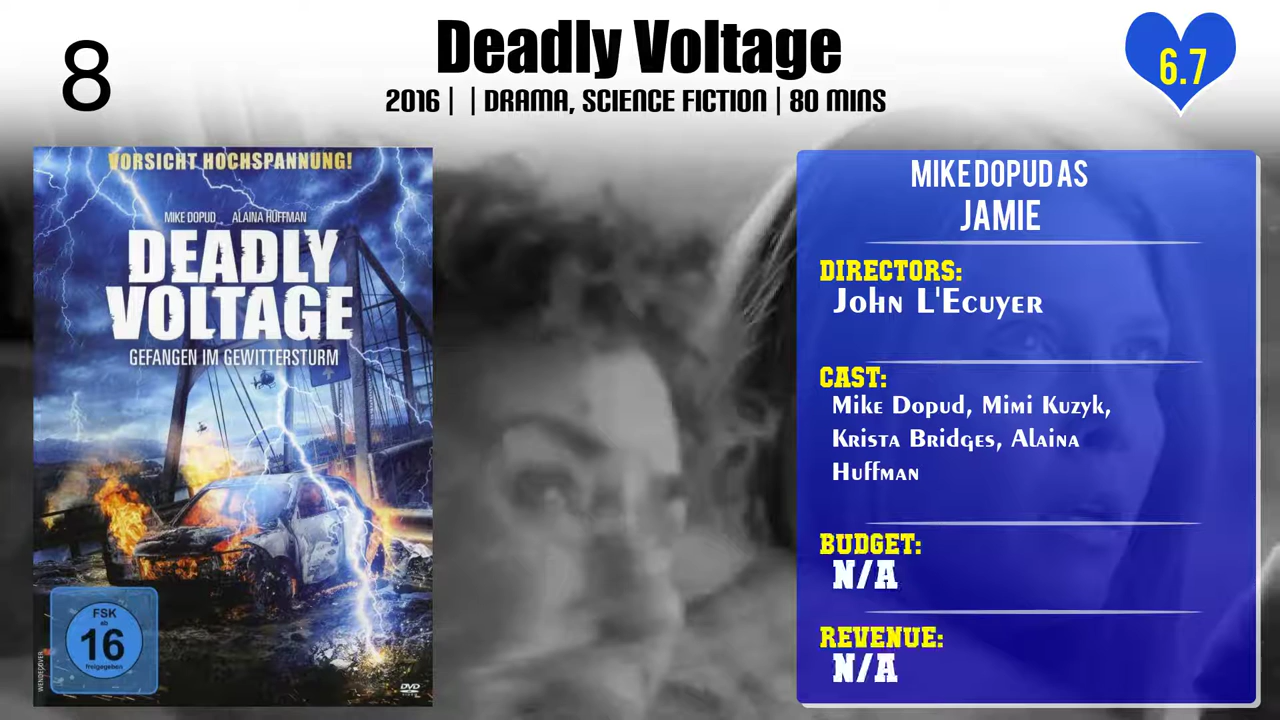 8
Deadly Voltage
2016 | | DRAMA, SCIENCE FICTION | 80 MINS
6.7
VORSICHT HOCHSPANNUNG!
MIKE DOPUD ALAINA HUFFMAN
DEADLY
VOLTAGE
GEFANGEN IM GEWITTERSTURM
FSK
ab
16
freigegeben
WENDECOVER
DVD
VIDEO
MIKE DOPUD AS
JAMIE
DIRECTORS:
John L'Ecuyer
CAST:
Mike Dopud, Mimi Kuzyk,
Krista Bridges, Alaina
Huffman
BUDGET:
N/A
REVENUE:
N/A